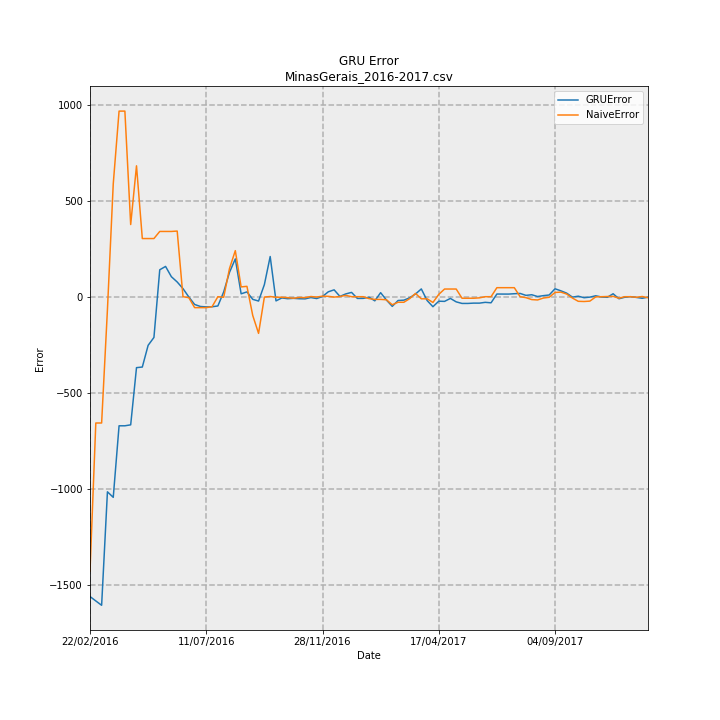 GRU Error
MinasGerais_2016-2017.csv
GRUError
NaiveError
1000
500
0
−500
−1000
−1500
Error
22/02/2016
11/07/2016
28/11/2016
17/04/2017
04/09/2017
Date